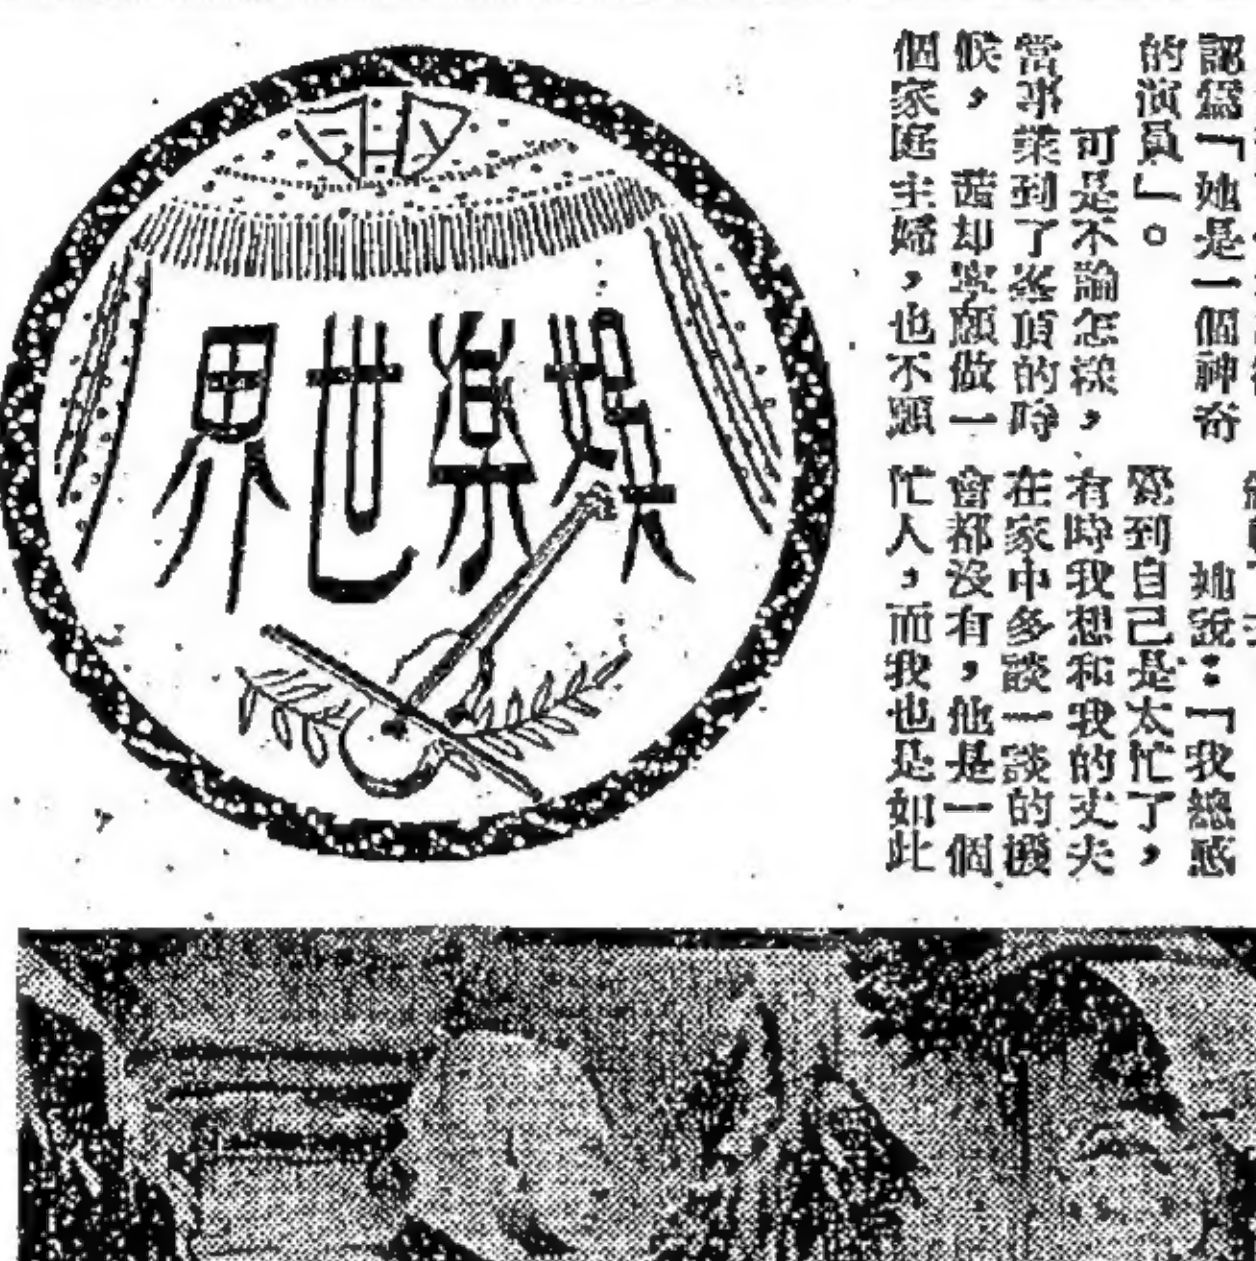 認爲「她是一個神奇
的演員」。
可是不論怎樣，
當事業到了峯頂的時
候，茜却寧願做一
個家庭主婦，也不願
她說：「我總感
覺到自己是太忙了，
有時我想和我的丈夫
在家中多談一談的機
會都沒有，他是一個
忙人，而我也是如此
娛樂世界